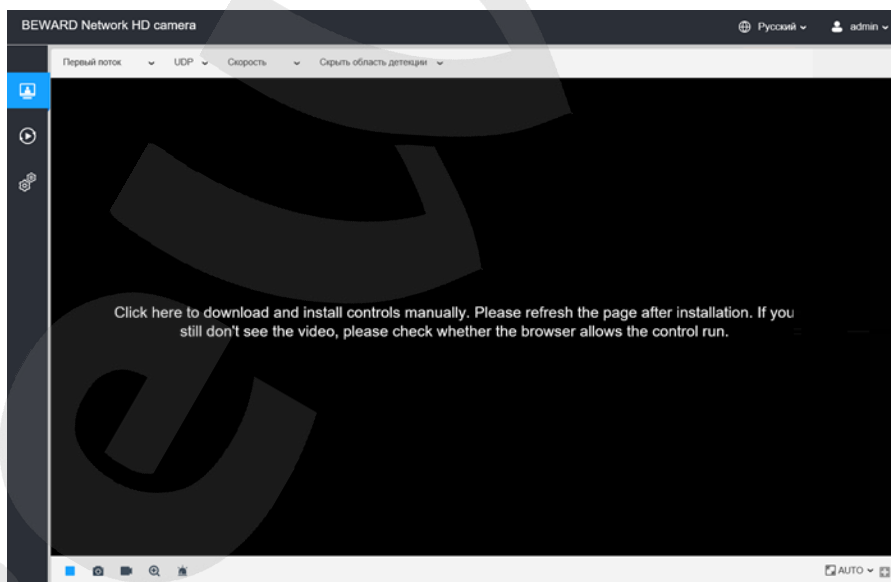 BEWARD Network HD camera
Русский
admin
Первый поток
UDP
Скорость
Скрыть область детекции
Click here to download and install controls manually. Please refresh the page after installation. If you
still don't see the video, please check whether the browser allows the control run.
AUTO